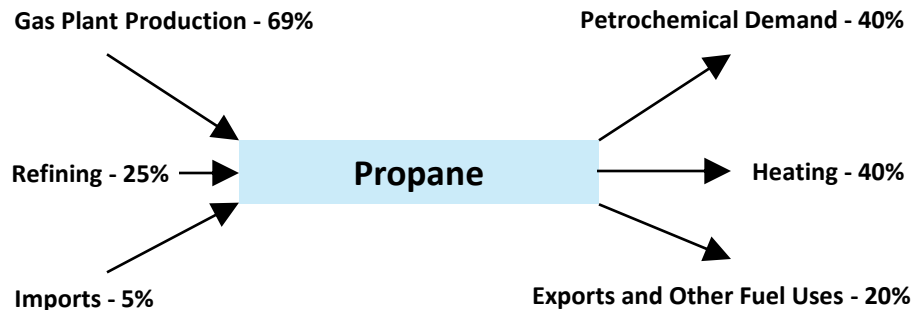 Gas Plant Production - 69%
Petrochemical Demand - 40%
Refining - 25%
Propane
Heating - 40%
Imports - 5%
Exports and Other Fuel Uses - 20%